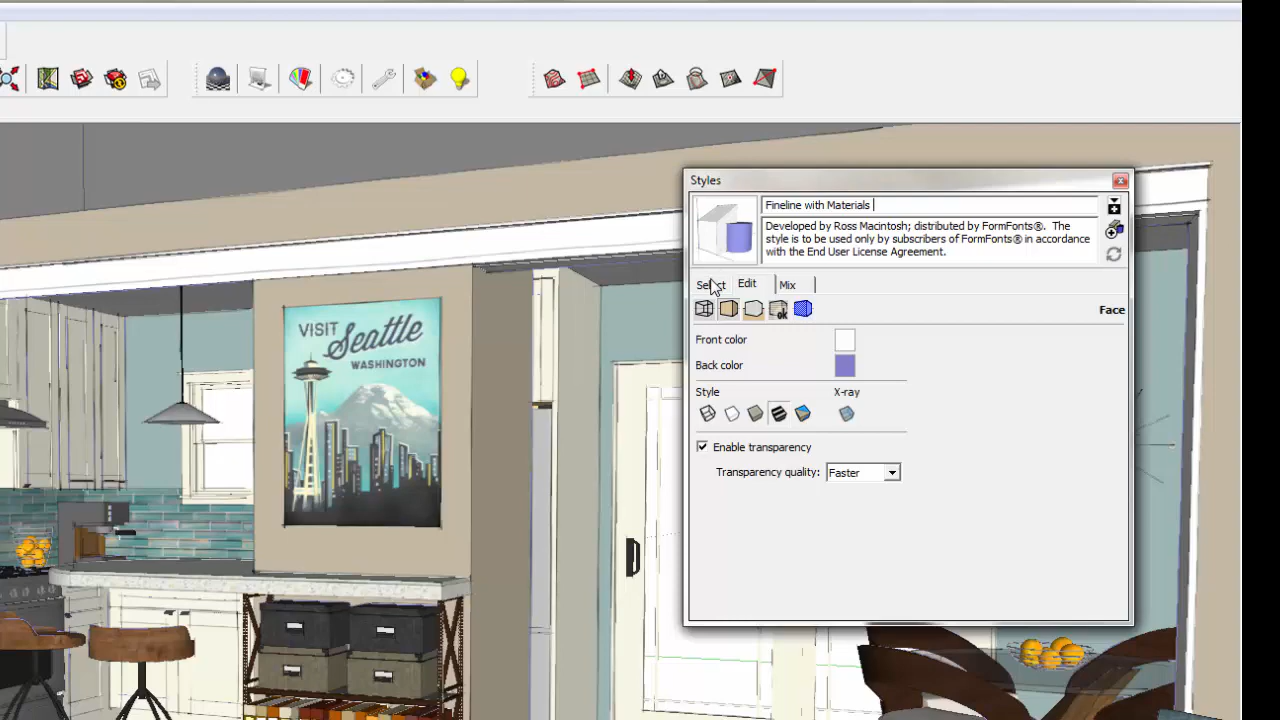 Styles
Fineline with Materials
Developed by Ross Macintosh; distributed by FormFonts®. The
style is to be used only by subscribers of FormFonts® in accordance
with the End User License Agreement.
Select Edit Mix
ok
Face
Front color
Back color
Style X-ray
Enable transparency
Transparency quality: Faster
VISIT
Seattle
WASHINGTON